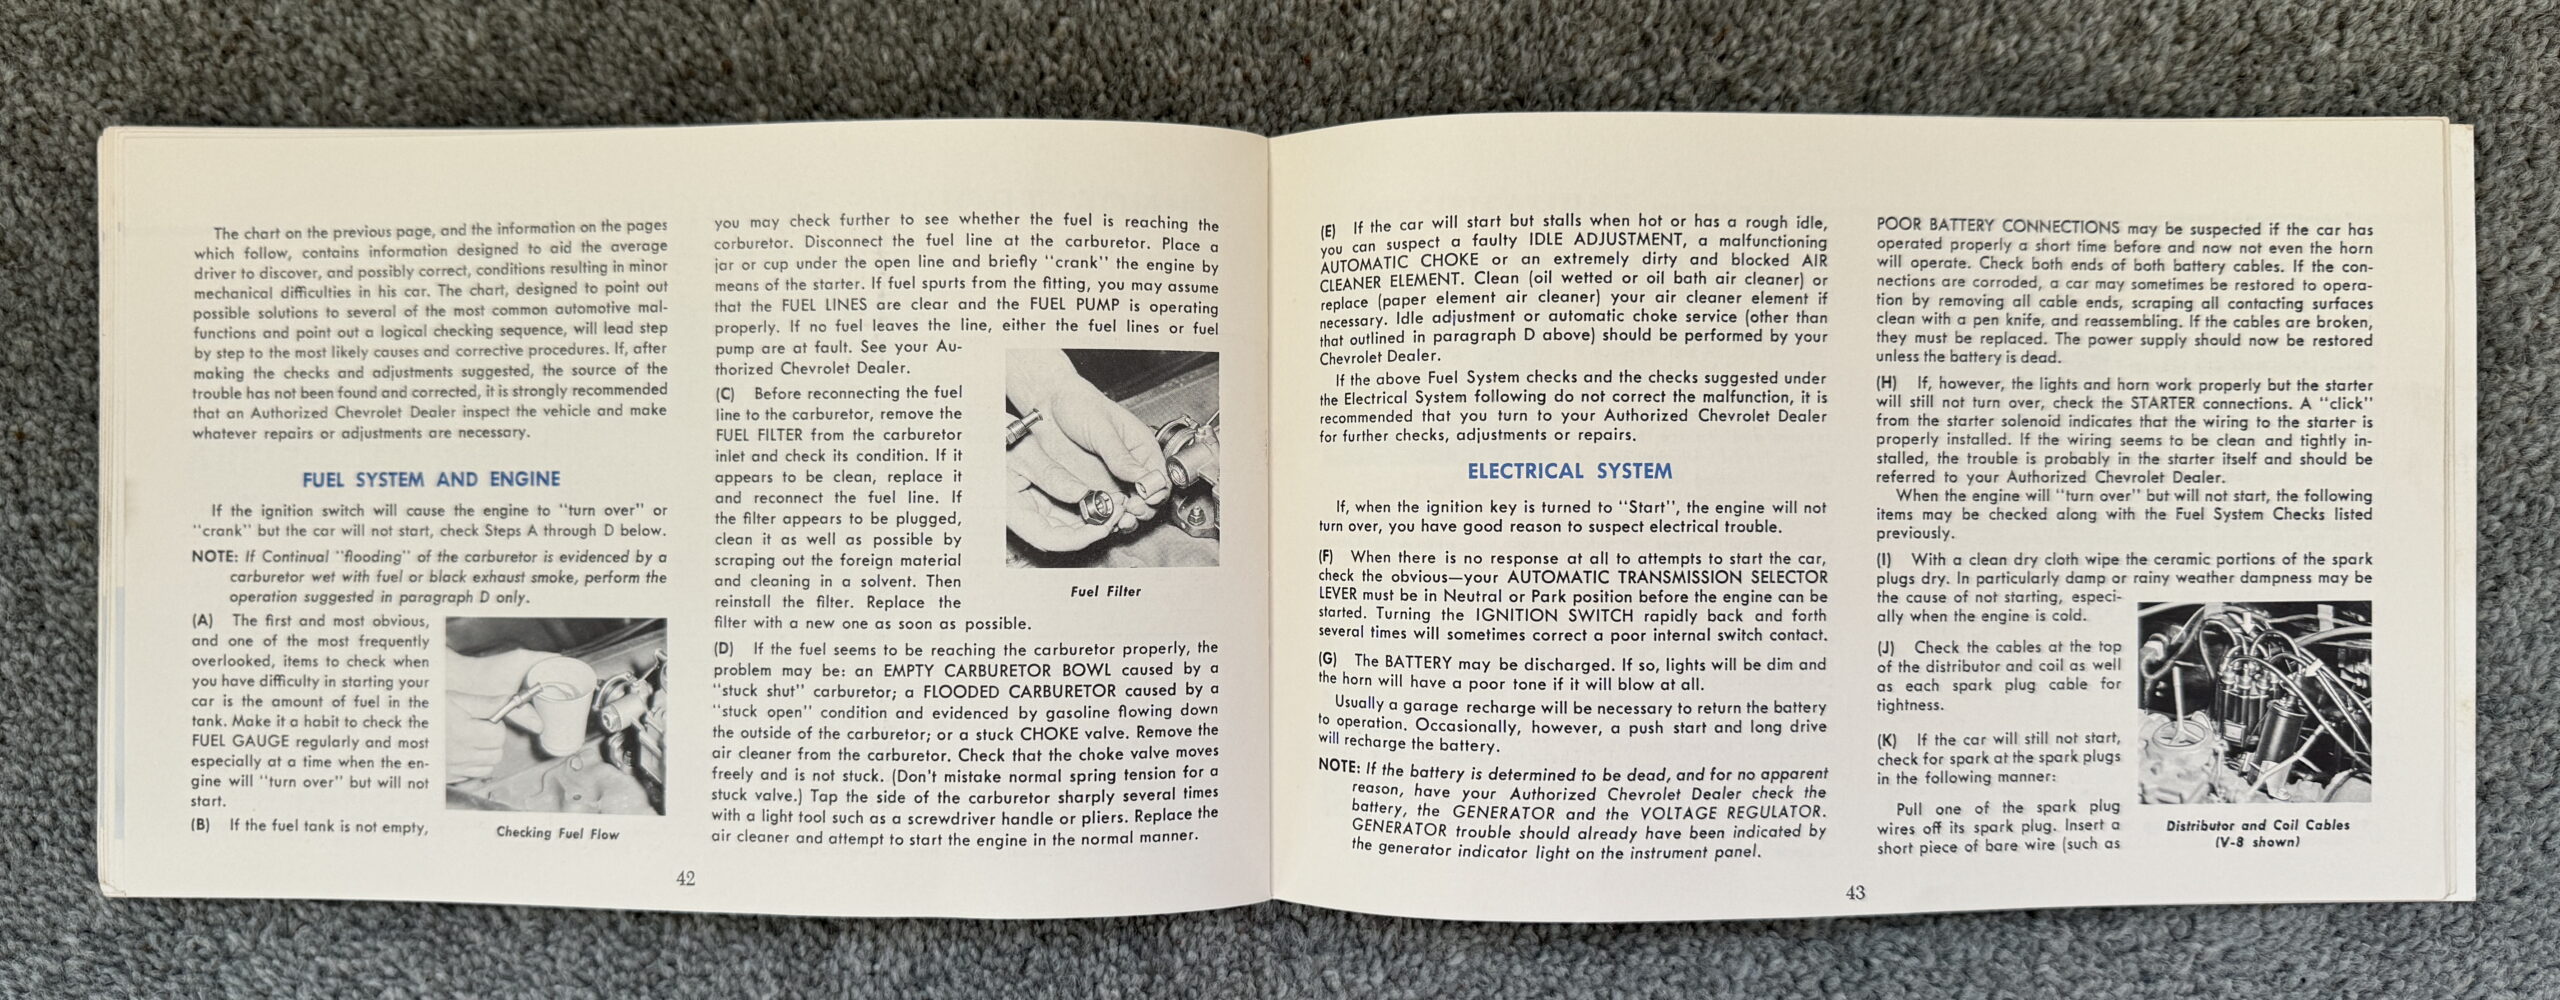 The chart on the previous page, and the information on the pages
which follow, contains information designed to aid the average
driver to discover, and possibly correct, conditions resulting in minor
mechanical difficulties in his car. The chart, designed to point out
possible solutions to several of the most common automotive mal-
functions and point out a logical checking sequence, will lead step
by step to the most likely causes and corrective procedures. If, after
making the checks and adjustments suggested, the source of the
trouble has not been found and corrected, it is strongly recommended
that an Authorized Chevrolet Dealer inspect the vehicle and make
whatever repairs or adjustments are necessary.
FUEL SYSTEM AND ENGINE
If the ignition switch will cause the engine to "turn over" or
"crank" but the car will not start, check Steps A through D below.
NOTE: If Continual "flooding" of the carburetor is evidenced by a
carburetor wet with fuel or black exhaust smoke, perform the
operation suggested in paragraph D only.
(A) The first and most obvious,
and one of the most frequently
overlooked, items to check when
you have difficulty in starting your
car is the amount of fuel in the
tank. Make it a habit to check the
FUEL GAUGE regularly and most
especially at a time when the en-
gine will "turn over" but will not
start.
(B) If the fuel tank is not empty,
Checking Fuel Flow
you may check further to see whether the fuel is reaching the
corburetor. Disconnect the fuel line at the carburetor. Place a
jar or cup under the open line and briefly "crank" the engine by
means of the starter. If fuel spurts from the fitting, you may assume
that the FUEL LINES are clear and the FUEL PUMP is operating
properly. If no fuel leaves the line, either the fuel lines or fuel
pump are at fault. See your Au-
thorized Chevrolet Dealer.
(C) Before reconnecting the fuel
line to the carburetor, remove the
FUEL FILTER from the carburetor
inlet and check its condition. If it
appears to be clean, replace it
and reconnect the fuel line. If
the filter appears to be plugged,
clean it as well as possible by
scraping out the foreign material
and cleaning in a solvent. Then
reinstall the filter. Replace the
filter with a new one as soon as possible.
Fuel Filter
(D) If the fuel seems to be reaching the carburetor properly, the
problem may be: an EMPTY CARBURETOR BOWL caused by a
"stuck shut" carburetor; a FLOODED CARBURETOR caused by a
"stuck open" condition and evidenced by gasoline flowing down
the outside of the carburetor; or a stuck CHOKE valve. Remove the
air cleaner from the carburetor. Check that the choke valve moves
freely and is not stuck. (Don't mistake normal spring tension for a
stuck valve.) Tap the side of the carburetor sharply several times
with a light tool such as a screwdriver handle or pliers. Replace the
air cleaner and attempt to start the engine in the normal manner.
42
(E) If the car will start but stalls when hot or has a rough idle,
you can suspect a faulty IDLE ADJUSTMENT, a malfunctioning
AUTOMATIC CHOKE or an extremely dirty and blocked AIR
CLEANER ELEMENT. Clean (oil wetted or oil bath air cleaner) or
replace (paper element air cleaner) your air cleaner element if
necessary. Idle adjustment or automatic choke service (other than
that outlined in paragraph D above) should be performed by your
Chevrolet Dealer.
If the above Fuel System checks and the checks suggested under
the Electrical System following do not correct the malfunction, it is
recommended that you turn to your Authorized Chevrolet Dealer
for further checks, adjustments or repairs.
ELECTRICAL SYSTEM
If, when the ignition key is turned to "Start", the engine will not
turn over, you have good reason to suspect electrical trouble.
(F) When there is no response at all to attempts to start the car,
check the obvious—your AUTOMATIC TRANSMISSION SELECTOR
LEVER must be in Neutral or Park position before the engine can be
started. Turning the IGNITION SWITCH rapidly back and forth
several times will sometimes correct a poor internal switch contact.
(G) The BATTERY may be discharged. If so, lights will be dim and
the horn will have a poor tone if it will blow at all.
Usually a garage recharge will be necessary to return the battery
to operation. Occasionally, however, a push start and long drive
will recharge the battery.
NOTE: If the battery is determined to be dead, and for no apparent
reason, have your Authorized Chevrolet Dealer check the
battery, the GENERATOR and the VOLTAGE REGULATOR.
GENERATOR trouble should already have been indicated by
the generator indicator light on the instrument panel.
POOR BATTERY CONNECTIONS may be suspected if the car has
operated properly a short time before and now not even the horn
will operate. Check both ends of both battery cables. If the con-
nections are corroded, a car may sometimes be restored to opera-
tion by removing all cable ends, scraping all contacting surfaces
clean with a pen knife, and reassembling. If the cables are broken,
they must be replaced. The power supply should now be restored
unless the battery is dead.
(H) If, however, the lights and horn work properly but the starter
will still not turn over, check the STARTER connections. A "click"
from the starter solenoid indicates that the wiring to the starter is
properly installed. If the wiring seems to be clean and tightly in-
stalled, the trouble is probably in the starter itself and should be
referred to your Authorized Chevrolet Dealer.
When the engine will "turn over" but will not start, the following
items may be checked along with the Fuel System Checks listed
previously.
(I) With a clean dry cloth wipe the ceramic portions of the spark
plugs dry. In particularly damp or rainy weather dampness may be
the cause of not starting, especi-
ally when the engine is cold.
(J) Check the cables at the top
of the distributor and coil as well
as each spark plug cable for
tightness.
(K) If the car will still not start,
check for spark at the spark plugs
in the following manner:
Pull one of the spark plug
wires off its spark plug. Insert a
short piece of bare wire (such as
Distributor and Coil Cables
(V-8 shown)
43